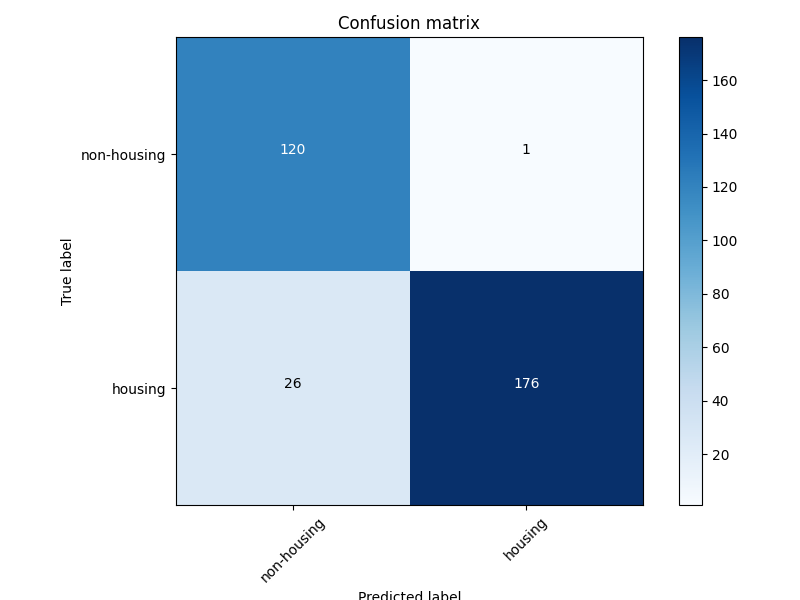 Confusion matrix
True label
non-housing
120
1
housing
26
176
non-housing
housing
Predicted label
160
140
120
100
80
60
40
20